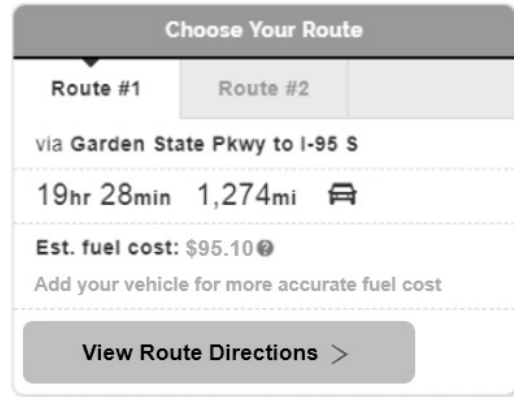 Choose Your Route
Route #1 Route #2
via Garden State Pkwy to I-95 S
19hr 28min 1,274mi
Est. fuel cost: $95.10 ?
Add your vehicle for more accurate fuel cost
View Route Directions >